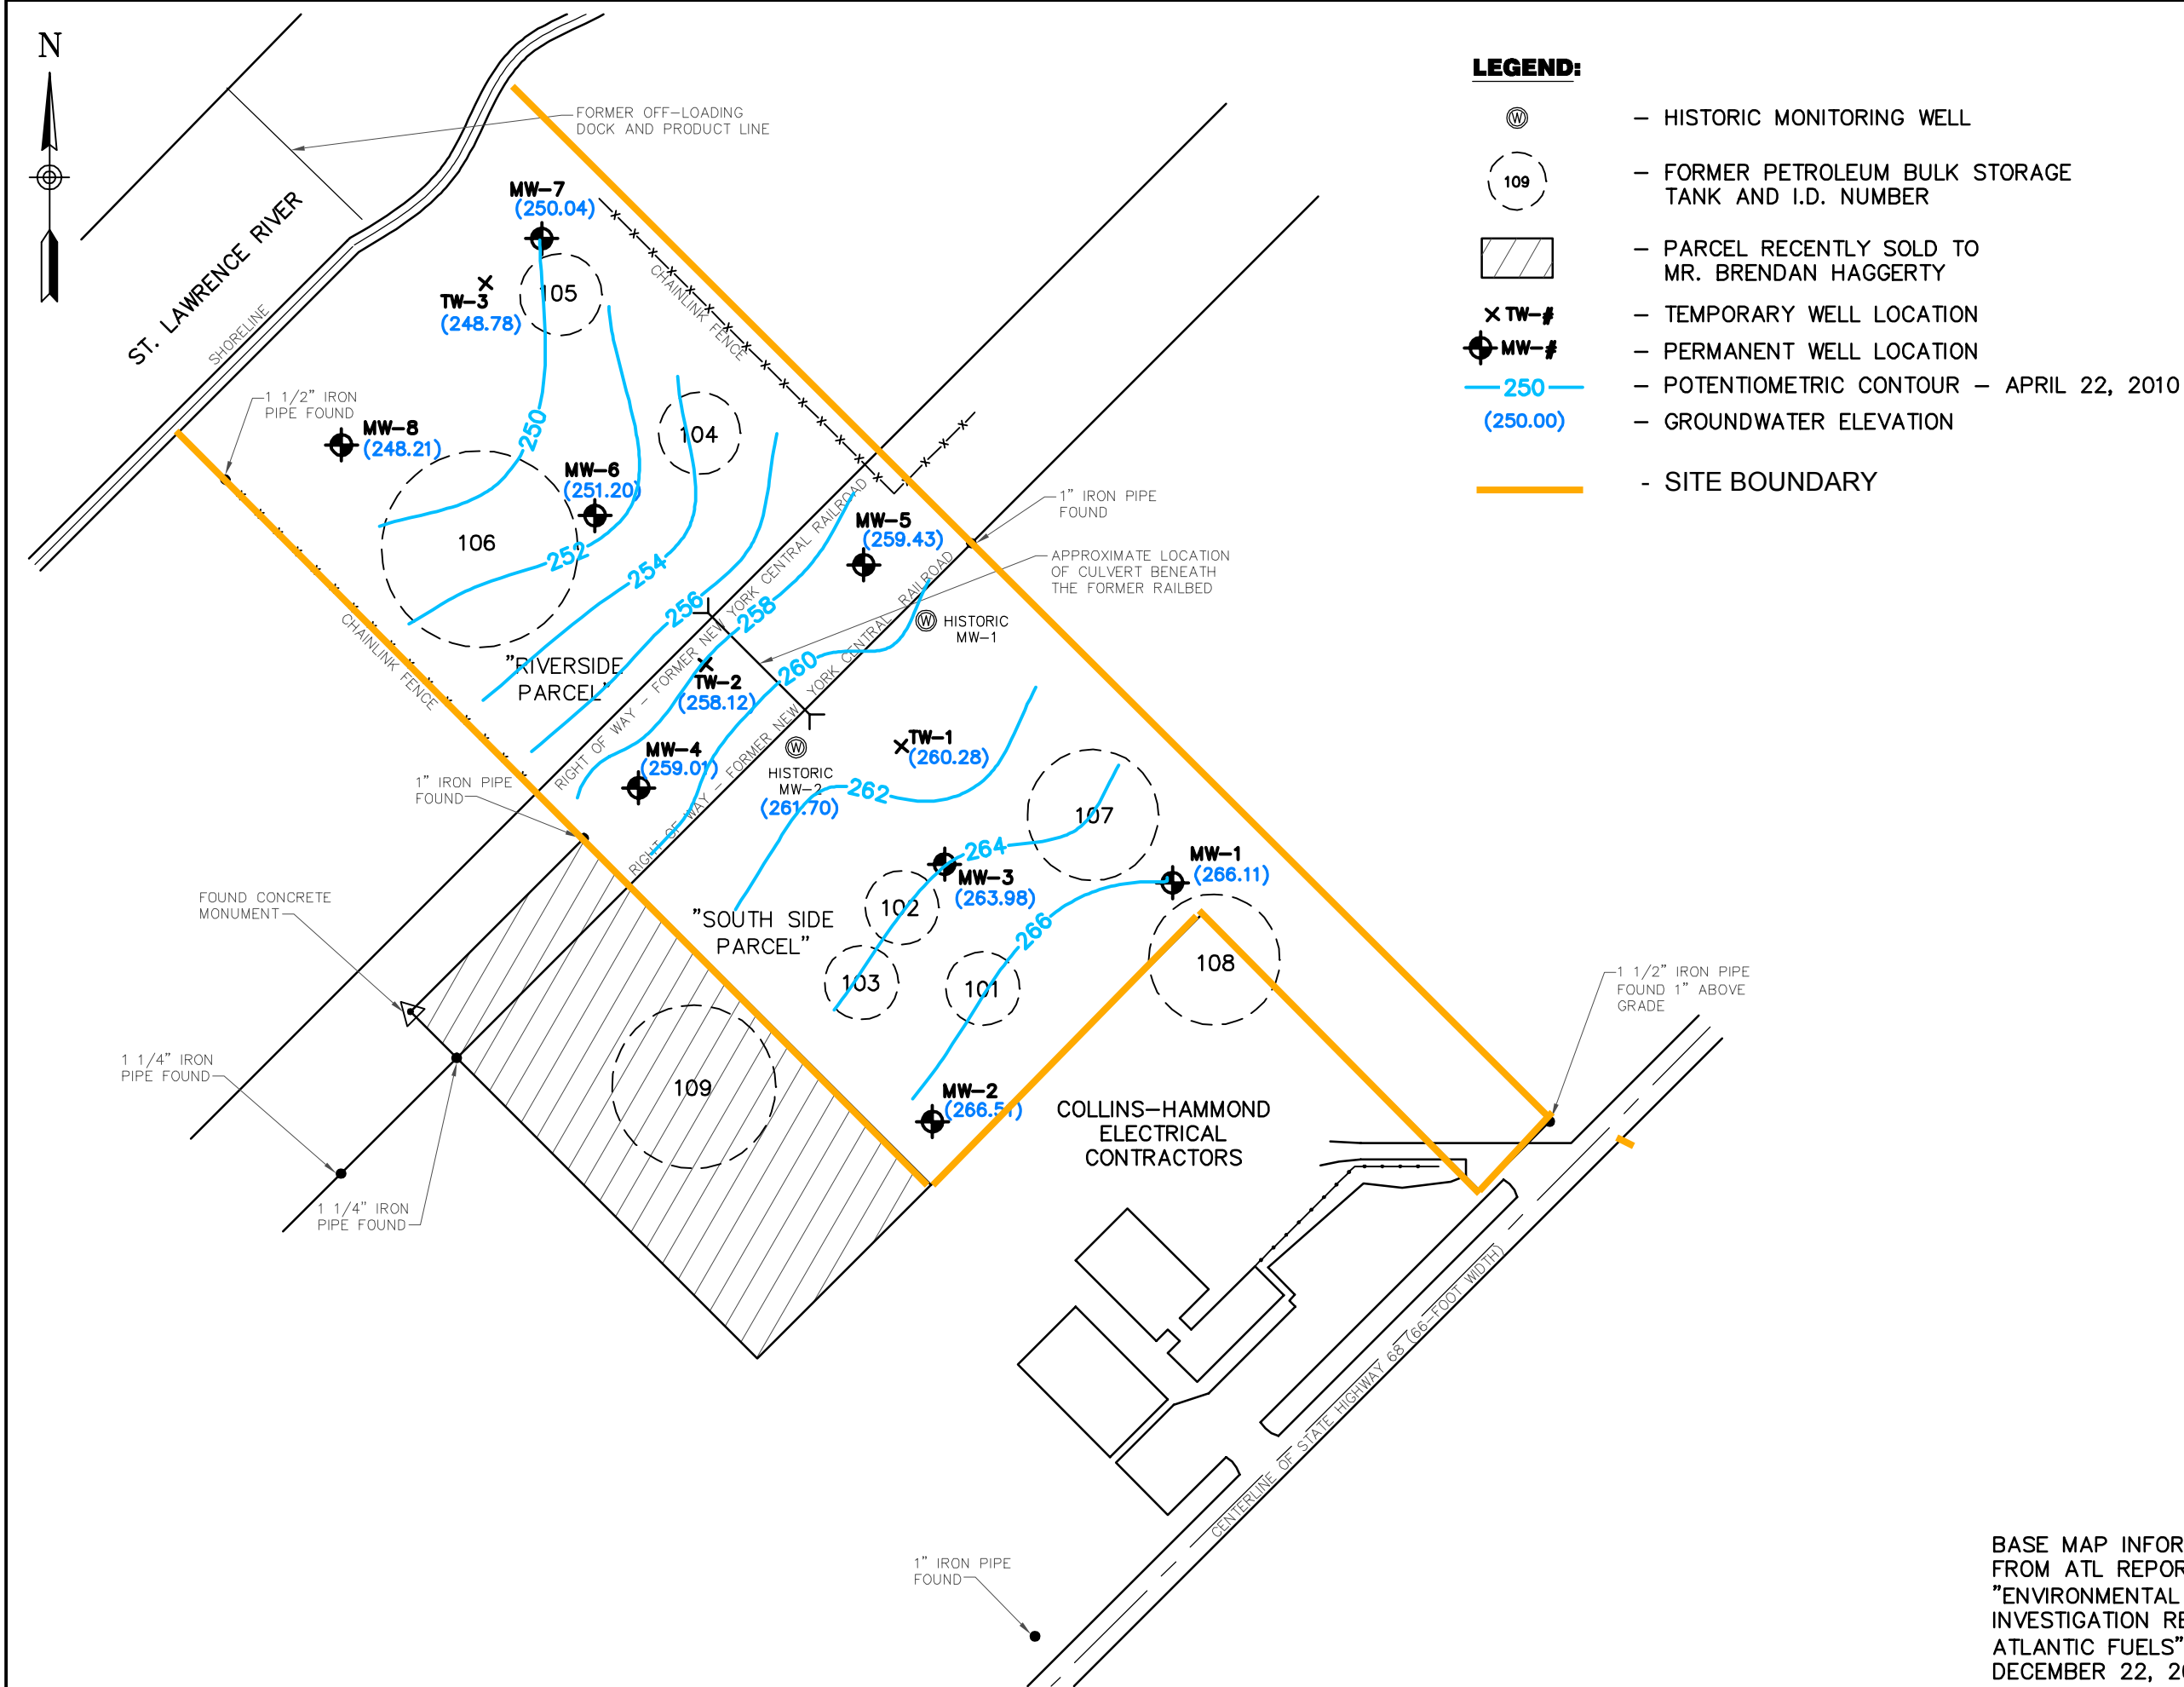 N
FORMER OFF-LOADING
DOCK AND PRODUCT LINE
ST. LAWRENCE RIVER
SHORELINE
MW-7
(250.04)
TW-3
(248.78)
105
CHAINLINK FENCE
1 1/2" IRON
PIPE FOUND
MW-8
(248.21)
250
104
MW-6
(251.20)
106
252
254
256
258
CHAINLINK FENCE
"RIVERSIDE
PARCEL"
RIGHT OF WAY - FORMER NEW YORK CENTRAL RAILROAD
MW-5
(259.43)
1" IRON PIPE
FOUND
APPROXIMATE LOCATION
OF CULVERT BENEATH
THE FORMER RAILBED
W HISTORIC
MW-1
260
TW-2
(258.12)
RIGHT OF WAY - FORMER NEW YORK CENTRAL RAILROAD
MW-4
(259.01)
1" IRON PIPE
FOUND
W
HISTORIC
MW-2
(261.70)
TW-1
(260.28)
262
107
264
MW-3
(263.98)
MW-1
(266.11)
102
266
103
101
108
"SOUTH SIDE
PARCEL"
FOUND CONCRETE
MONUMENT
109
1 1/4" IRON
PIPE FOUND
1 1/4" IRON
PIPE FOUND
MW-2
(266.51)
COLLINS-HAMMOND
ELECTRICAL
CONTRACTORS
1 1/2" IRON PIPE
FOUND 1" ABOVE
GRADE
CENTERLINE OF STATE HIGHWAY 68 (66-FOOT WIDTH)
1" IRON PIPE
FOUND
LEGEND:
W - HISTORIC MONITORING WELL
109 - FORMER PETROLEUM BULK STORAGE
TANK AND I.D. NUMBER
- PARCEL RECENTLY SOLD TO
MR. BRENDAN HAGGERTY
TW-# - TEMPORARY WELL LOCATION
MW-# - PERMANENT WELL LOCATION
250 - POTENTIOMETRIC CONTOUR - APRIL 22, 2010
(250.00) - GROUNDWATER ELEVATION
- SITE BOUNDARY
BASE MAP
FROM ATL
"ENVIRONMENTAL
INVESTIGATION
ATLANTIC FUELS"
DECEMBER 22,